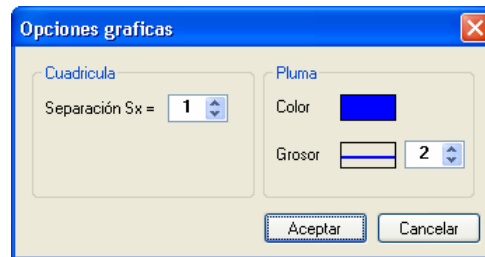 Opciones graficas
Cuadricula
Separación Sx = 1
Pluma
Color
Grosor 2
Aceptar Cancelar